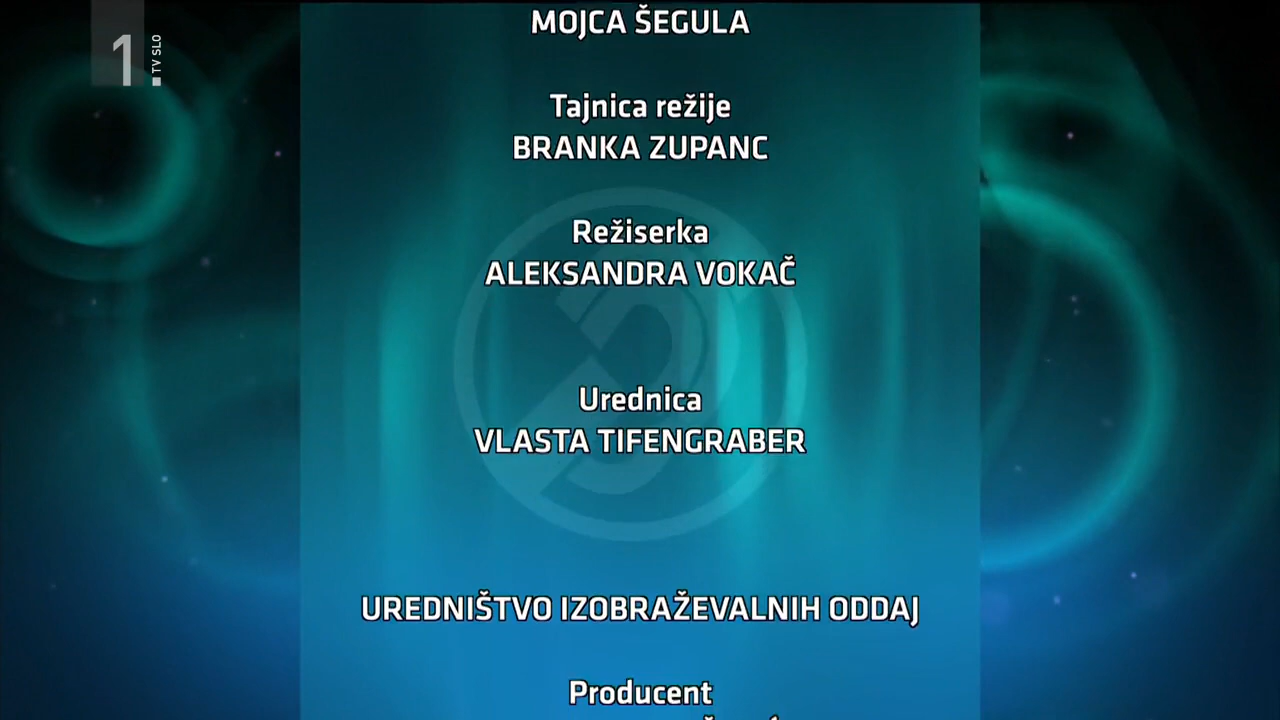 1
TV SLO
MOJCA ŠEGULA
Tajnica režije
BRANKA ZUPANC
Režiserka
ALEKSANDRA VOKAČ
Urednica
VLASTA TIFENGRABER
UREDNIŠTVO IZOBRAŽEVALNIH ODDAJ
Producent